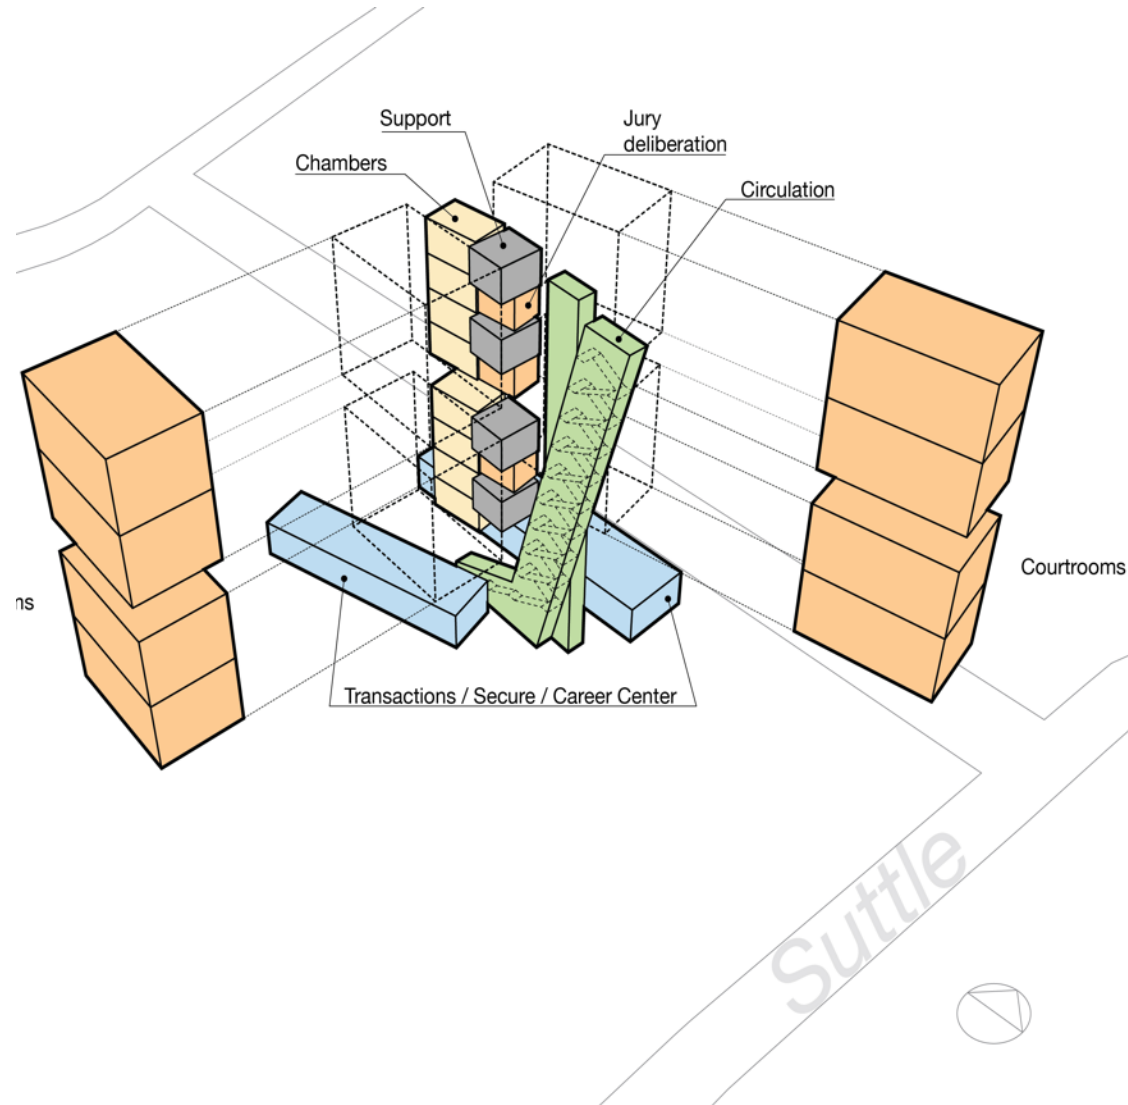 Support
Jury
deliberation
Chambers
Circulation
Courtrooms
ns
Transactions / Secure / Career Center
Suttle